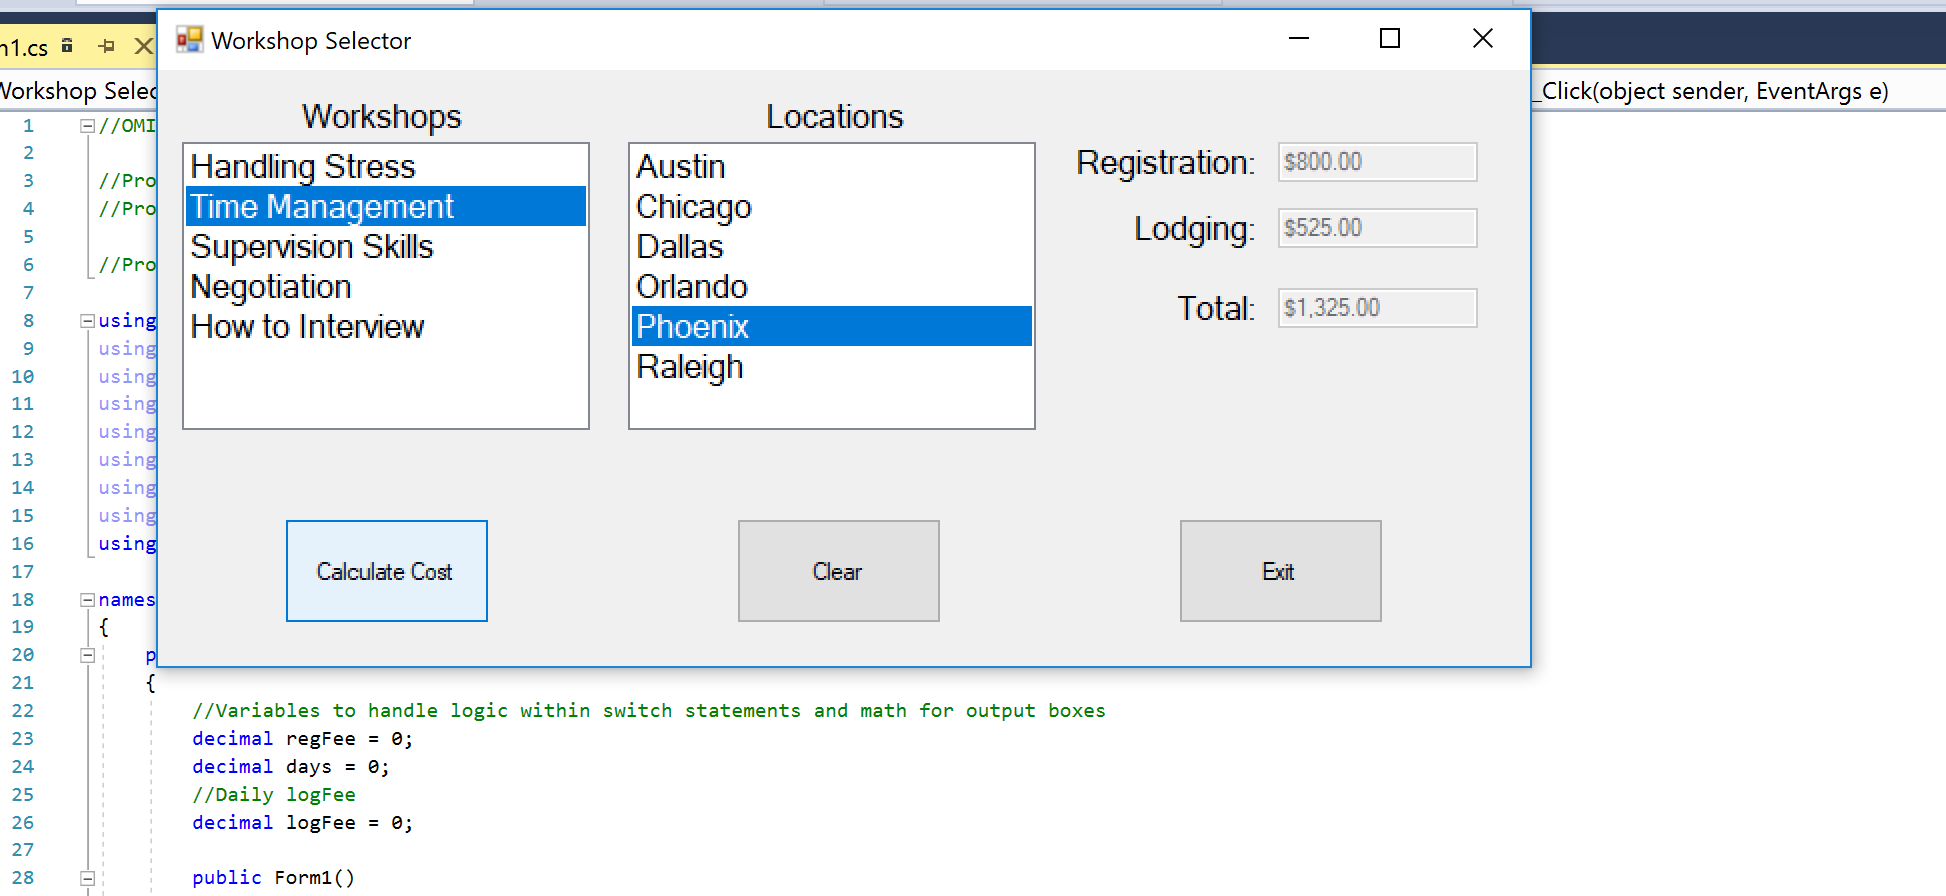 Workshop Selector
n1.cs
Workshop Selec
_Click(object sender, EventArgs e)
Workshops
Handling Stress
Time Management
Supervision Skills
Negotiation
How to Interview
Locations
Austin
Chicago
Dallas
Orlando
Phoenix
Raleigh
Registration: $800.00
Lodging: $525.00
Total: $1,325.00
Calculate Cost
Clear
Exit
1 //OMI
2
3 //Pro
4 //Pro
5
6 //Pro
7
8 using
9 using
10 using
11 using
12 using
13 using
14 using
15 using
16 using
17
18 names
19 {
20 p
21 {
22 //Variables to handle logic within switch statements and math for output boxes
23 decimal regFee = 0;
24 decimal days = 0;
25 //Daily logFee
26 decimal logFee = 0;
27
28 public Form1()